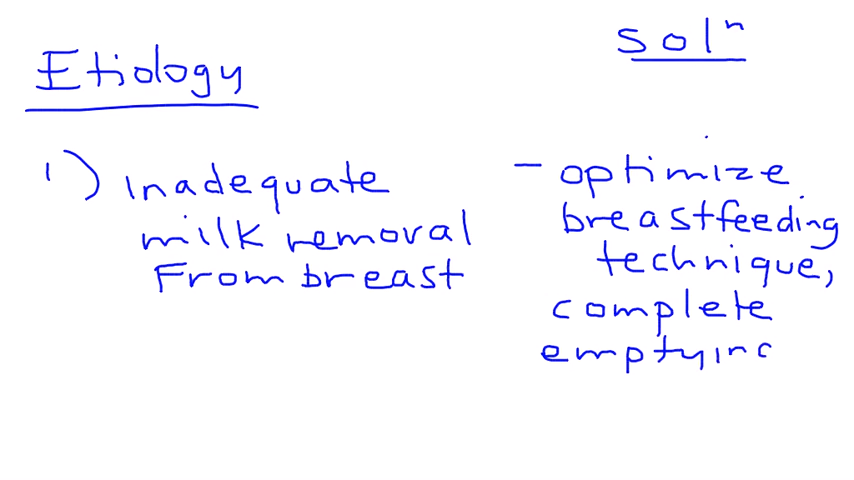 Etiology
solⁿ
1) inadequate
milk removal
From breast
- optimize
breastfeeding
technique,
complete
emptyinc